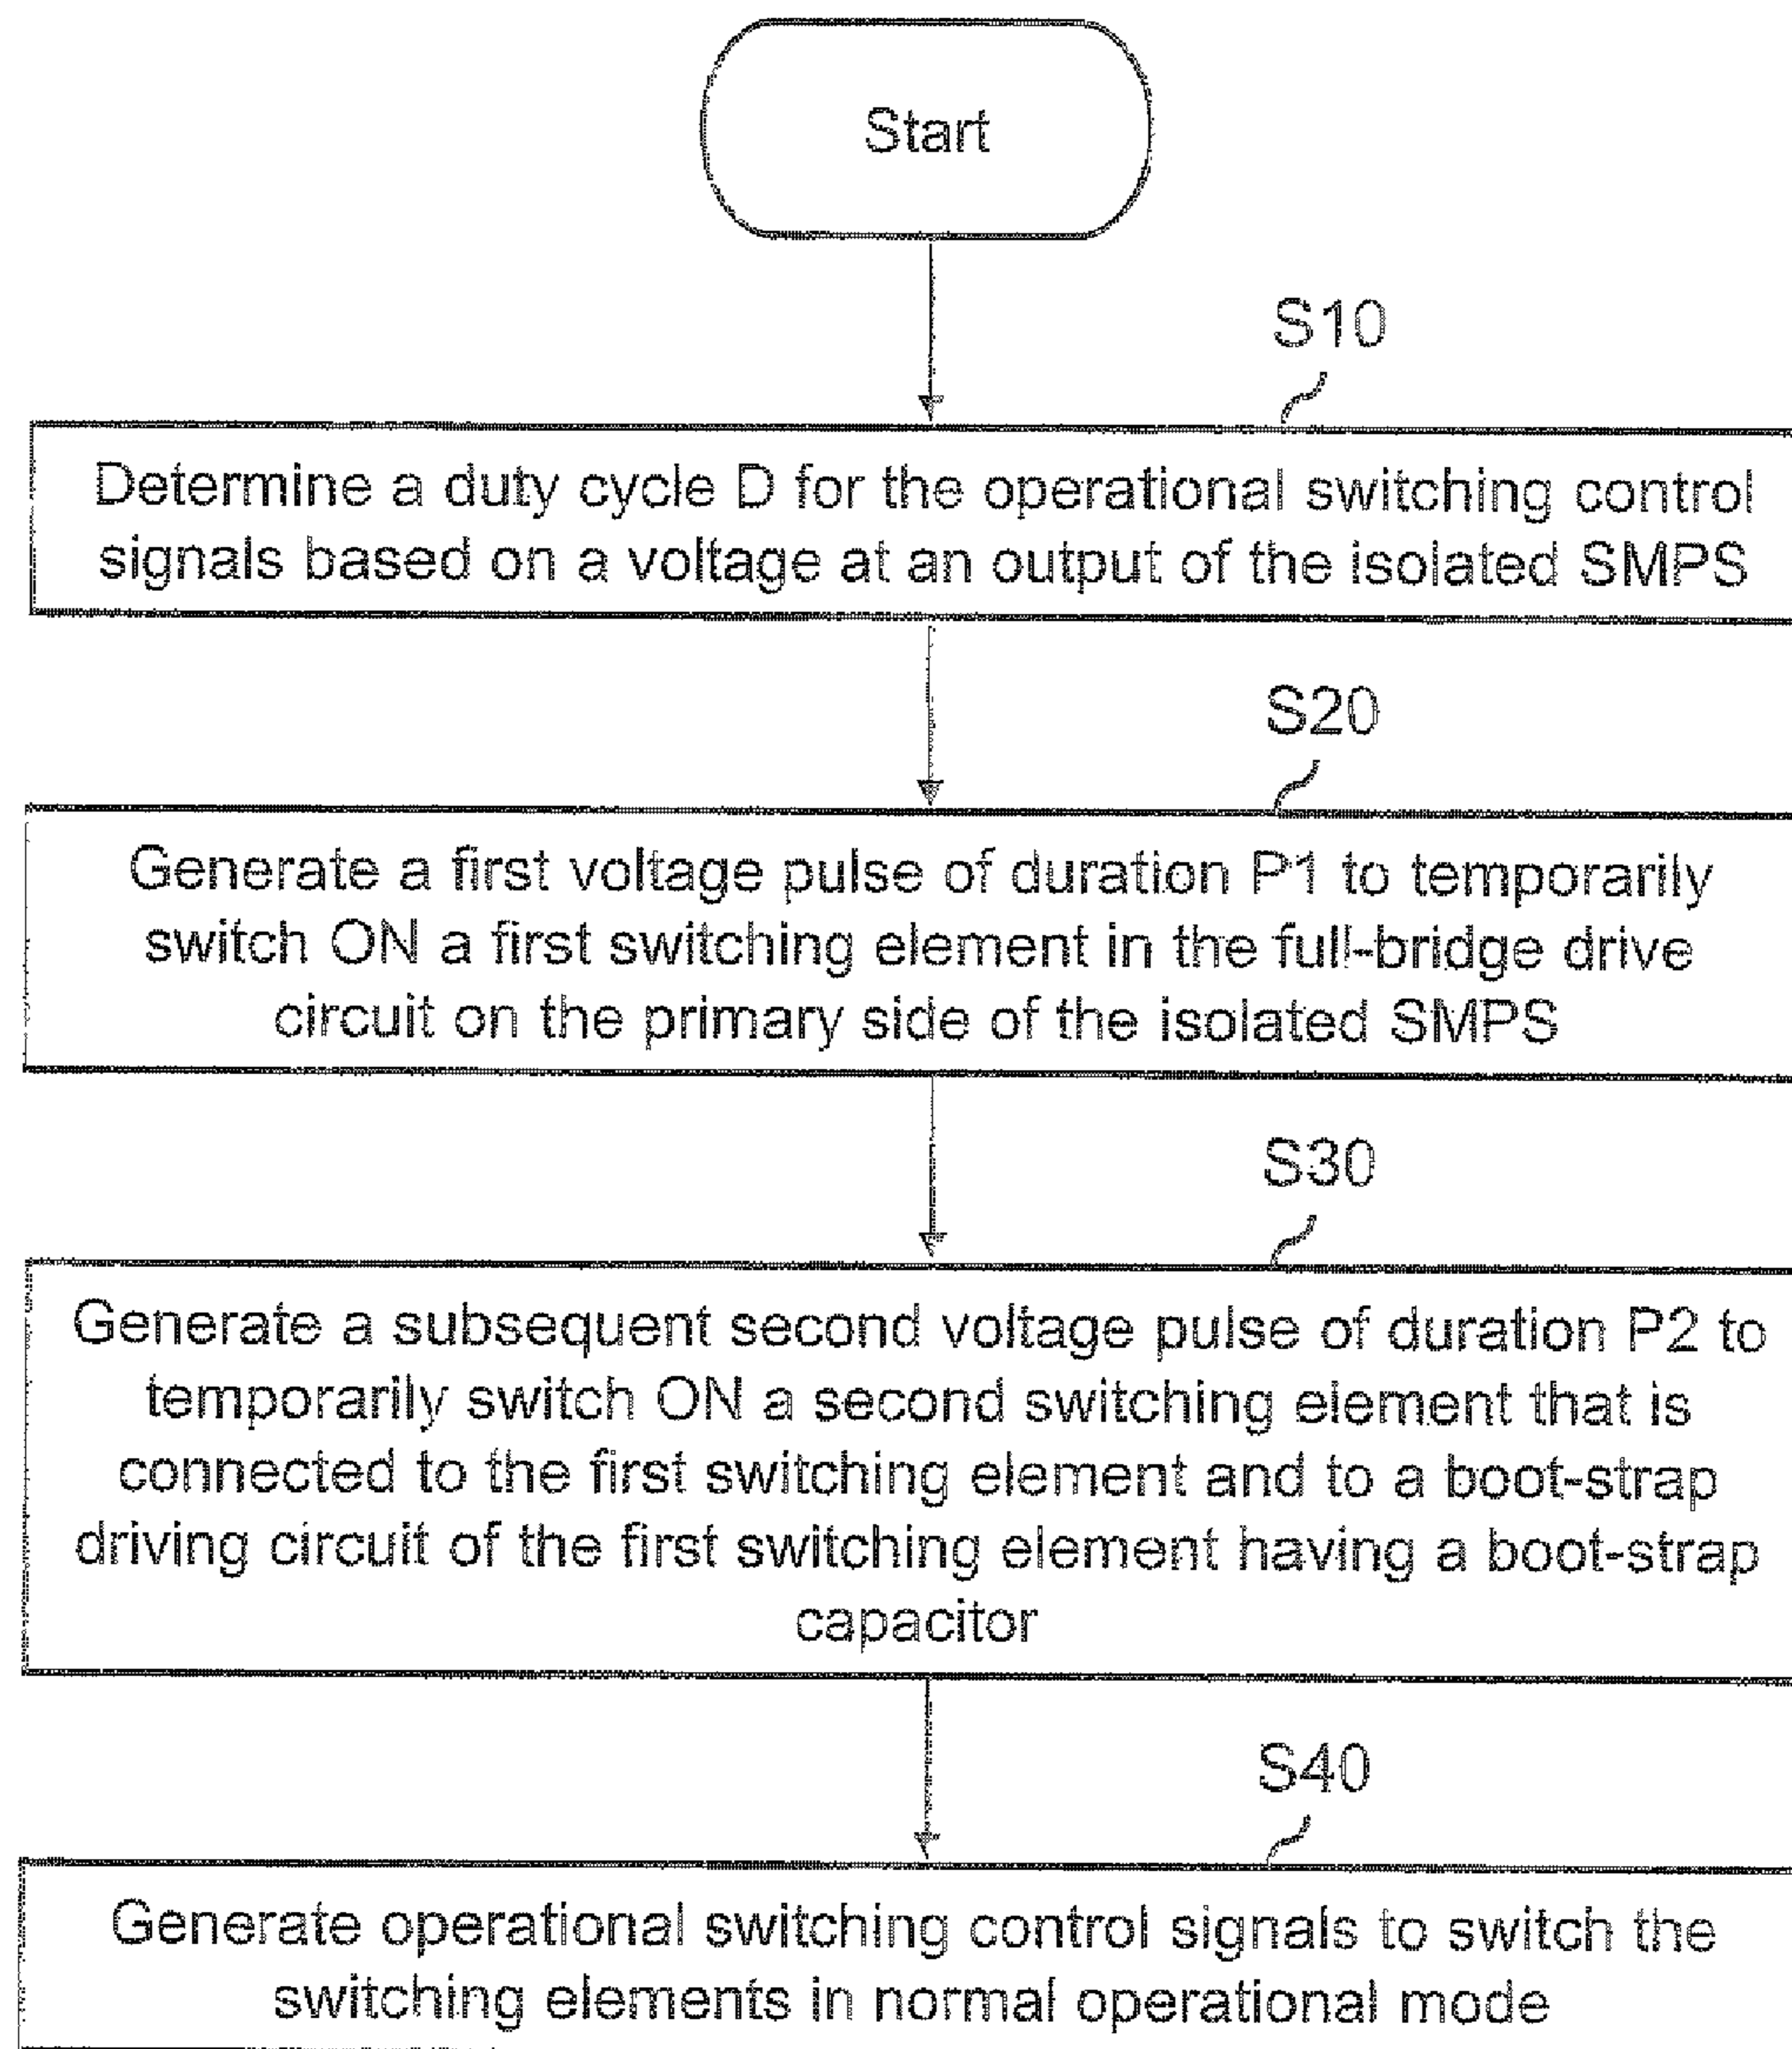 Start
S10
Determine a duty cycle D for the operational switching control
signals based on a voltage at an output of the isolated SMPS
S20
Generate a first voltage pulse of duration P1 to temporarily
switch ON a first switching element in the full-bridge drive
circuit on the primary side of the isolated SMPS
S30
Generate a subsequent second voltage pulse of duration P2 to
temporarily switch ON a second switching element that is
connected to the first switching element and to a boot-strap
driving circuit of the first switching element having a boot-strap
capacitor
S40
Generate operational switching control signals to switch the
switching elements in normal operational mode